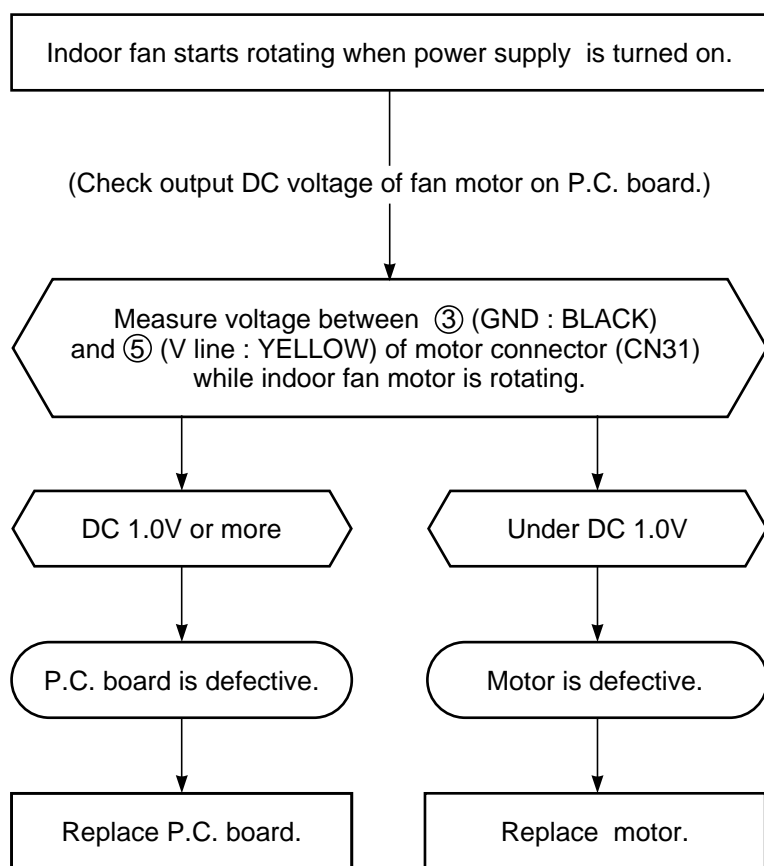 Indoor fan starts rotating when power supply is turned on.
(Check output DC voltage of fan motor on P.C. board.)
Measure voltage between ③ (GND : BLACK)
and ⑤ (V line : YELLOW) of motor connector (CN31)
while indoor fan motor is rotating.
DC 1.0V or more
Under DC 1.0V
P.C. board is defective.
Motor is defective.
Replace P.C. board.
Replace motor.